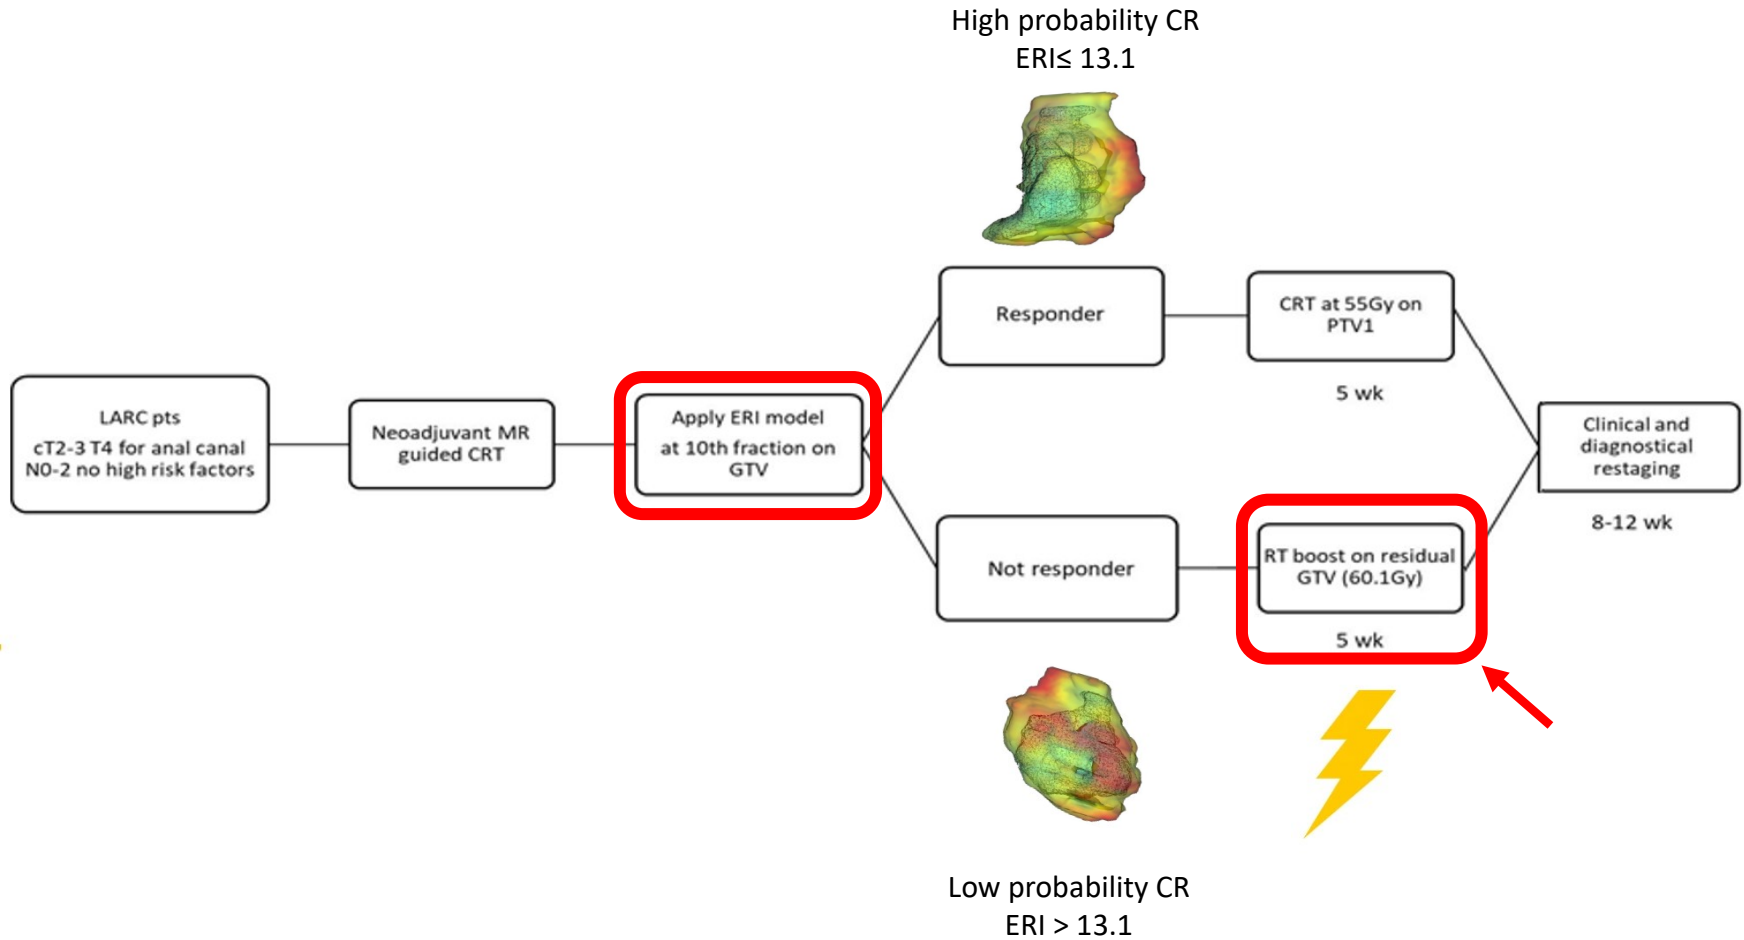 High probability CR
ERI≤ 13.1
LARC pts
cT2-3 T4 for anal canal
N0-2 no high risk factors
Neoadjuvant MR
guided CRT
Apply ERI model
at 10th fraction on
GTV
Responder
CRT at 55Gy on
PTV1
5 wk
Not responder
RT boost on residual
GTV (60.1Gy)
5 wk
Clinical and
diagnostical
restaging
8-12 wk
Low probability CR
ERI > 13.1